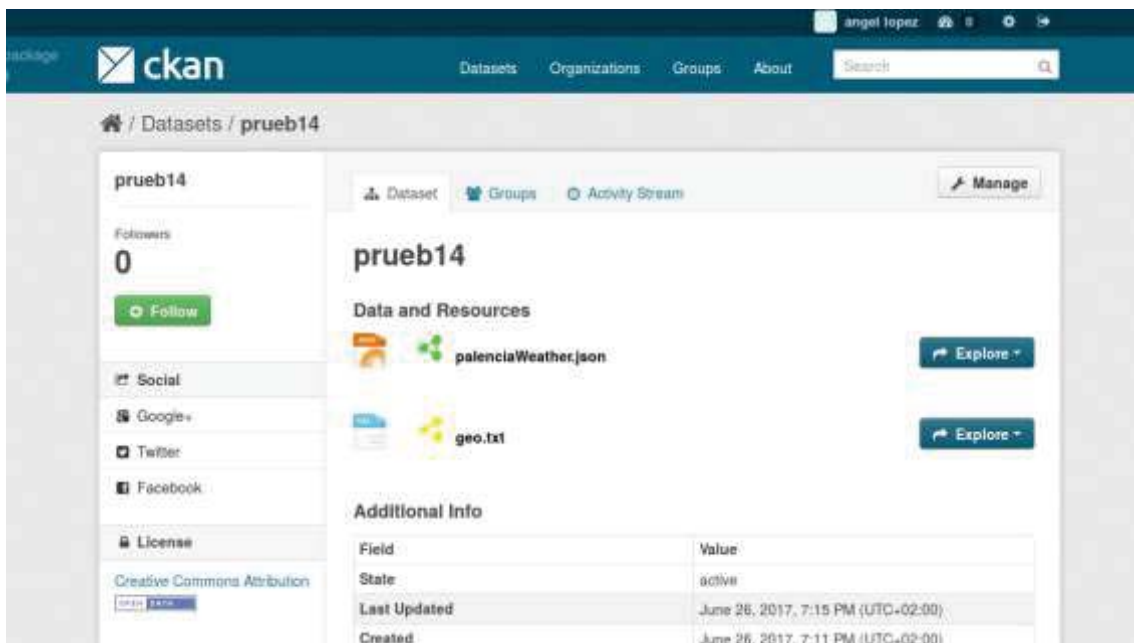 angel lopez 0
package
ckan
Datasets Organizations Groups About Search
/ Datasets / prueb14
prueb14
Dataset Groups Activity Stream Manage
Followers
0
Follow
prueb14
Data and Resources
palenciaWeather.json Explore
geo.txt Explore
Social
Google+
Twitter
Facebook
License
Creative Commons Attribution
OPEN DATA
Additional Info
Field Value
State active
Last Updated June 26, 2017, 7:15 PM (UTC+02:00)
Created June 26, 2017, 7:11 PM (UTC+02:00)